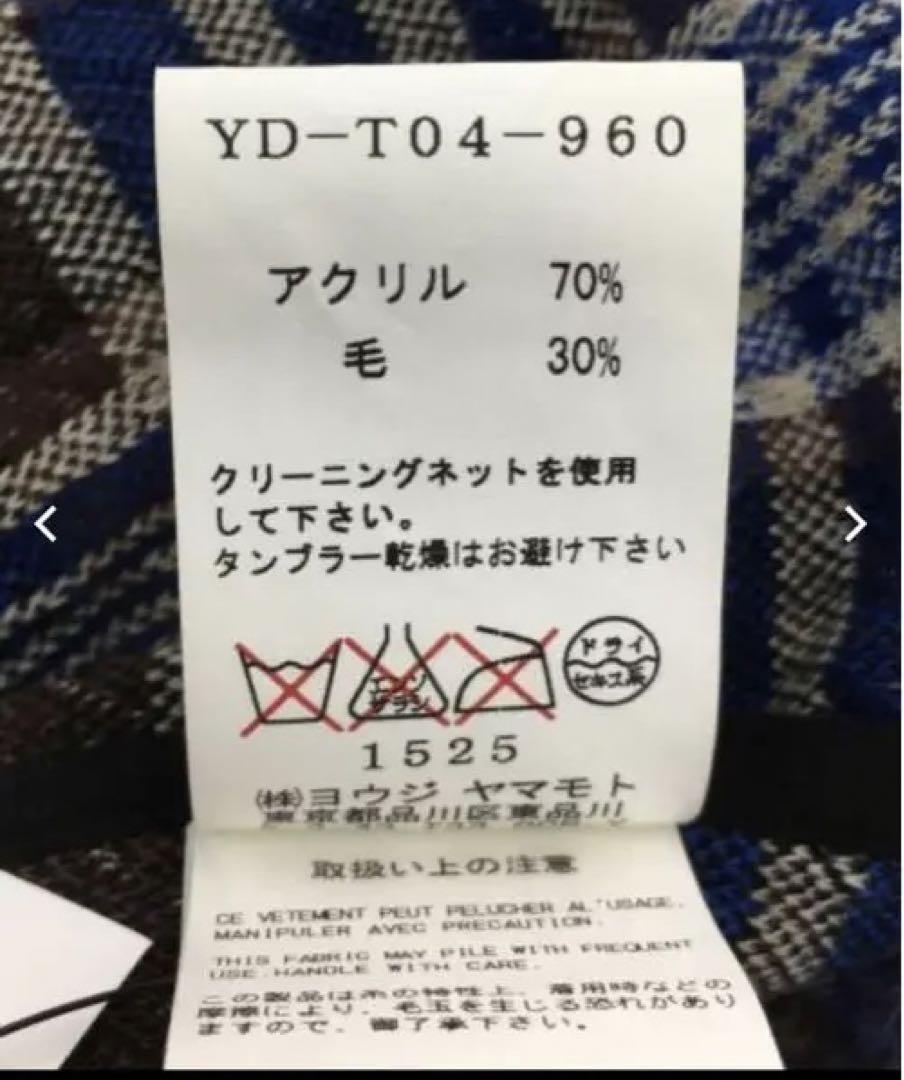 YD-T04-960
アクリル 70%
毛 30%
クリーニングネットを使用
して下さい。
タンブラー乾燥はお避け下さい
エンソ
サラシ
ドライ
セキユ系
1525
㈱ヨウジ ヤマモト
東京都品川区東品川
取扱い上の注意
CE VETEMENT PEUT PELUCHER AL'USAGE.
MANIPULER AVEC PRECAUTION.
THIS FABRIC MAY PILE WITH FREQUENT
USE.HANDLE WITH CARE.
この製品は糸の特性上、着用時などの
摩擦により、毛玉を生じる恐れがあり
ますので、御了承下さい。